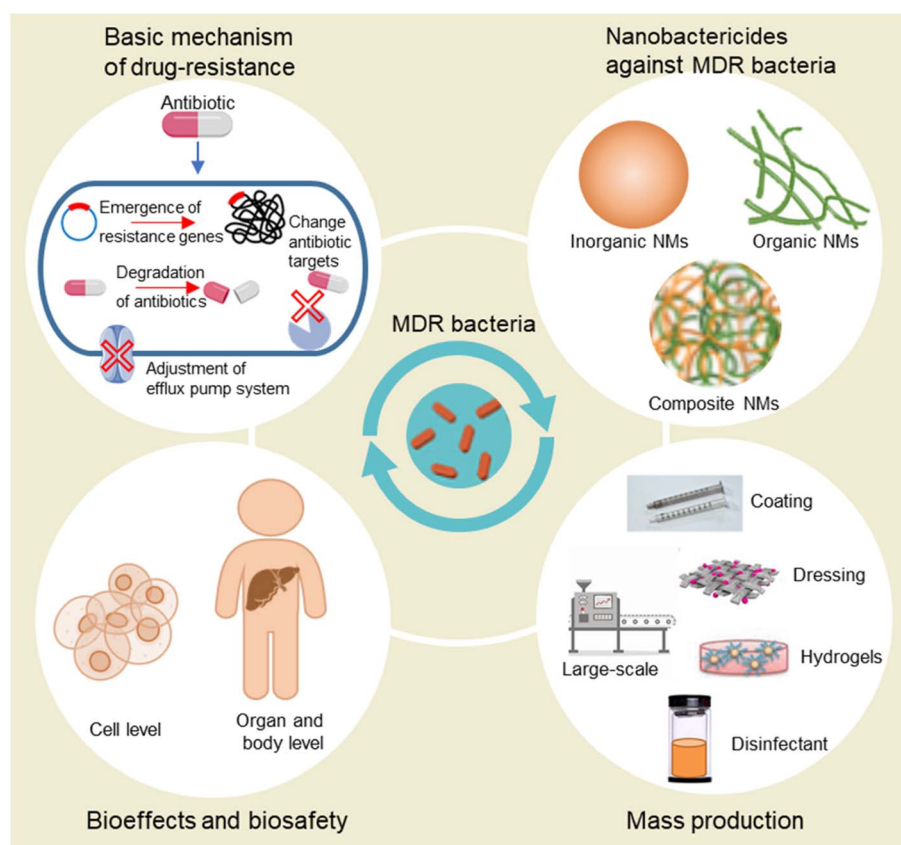 Basic mechanism
of drug-resistance
Antibiotic
Emergence of
resistance genes
Change
antibiotic
targets
Degradation
of antibiotics
Adjustment of
efflux pump system
Nanobactericides
against MDR bacteria
Inorganic NMs
Organic NMs
Composite NMs
MDR bacteria
Cell level
Organ and
body level
Bioeffects and biosafety
Coating
Dressing
Large-scale
Hydrogels
Disinfectant
Mass production